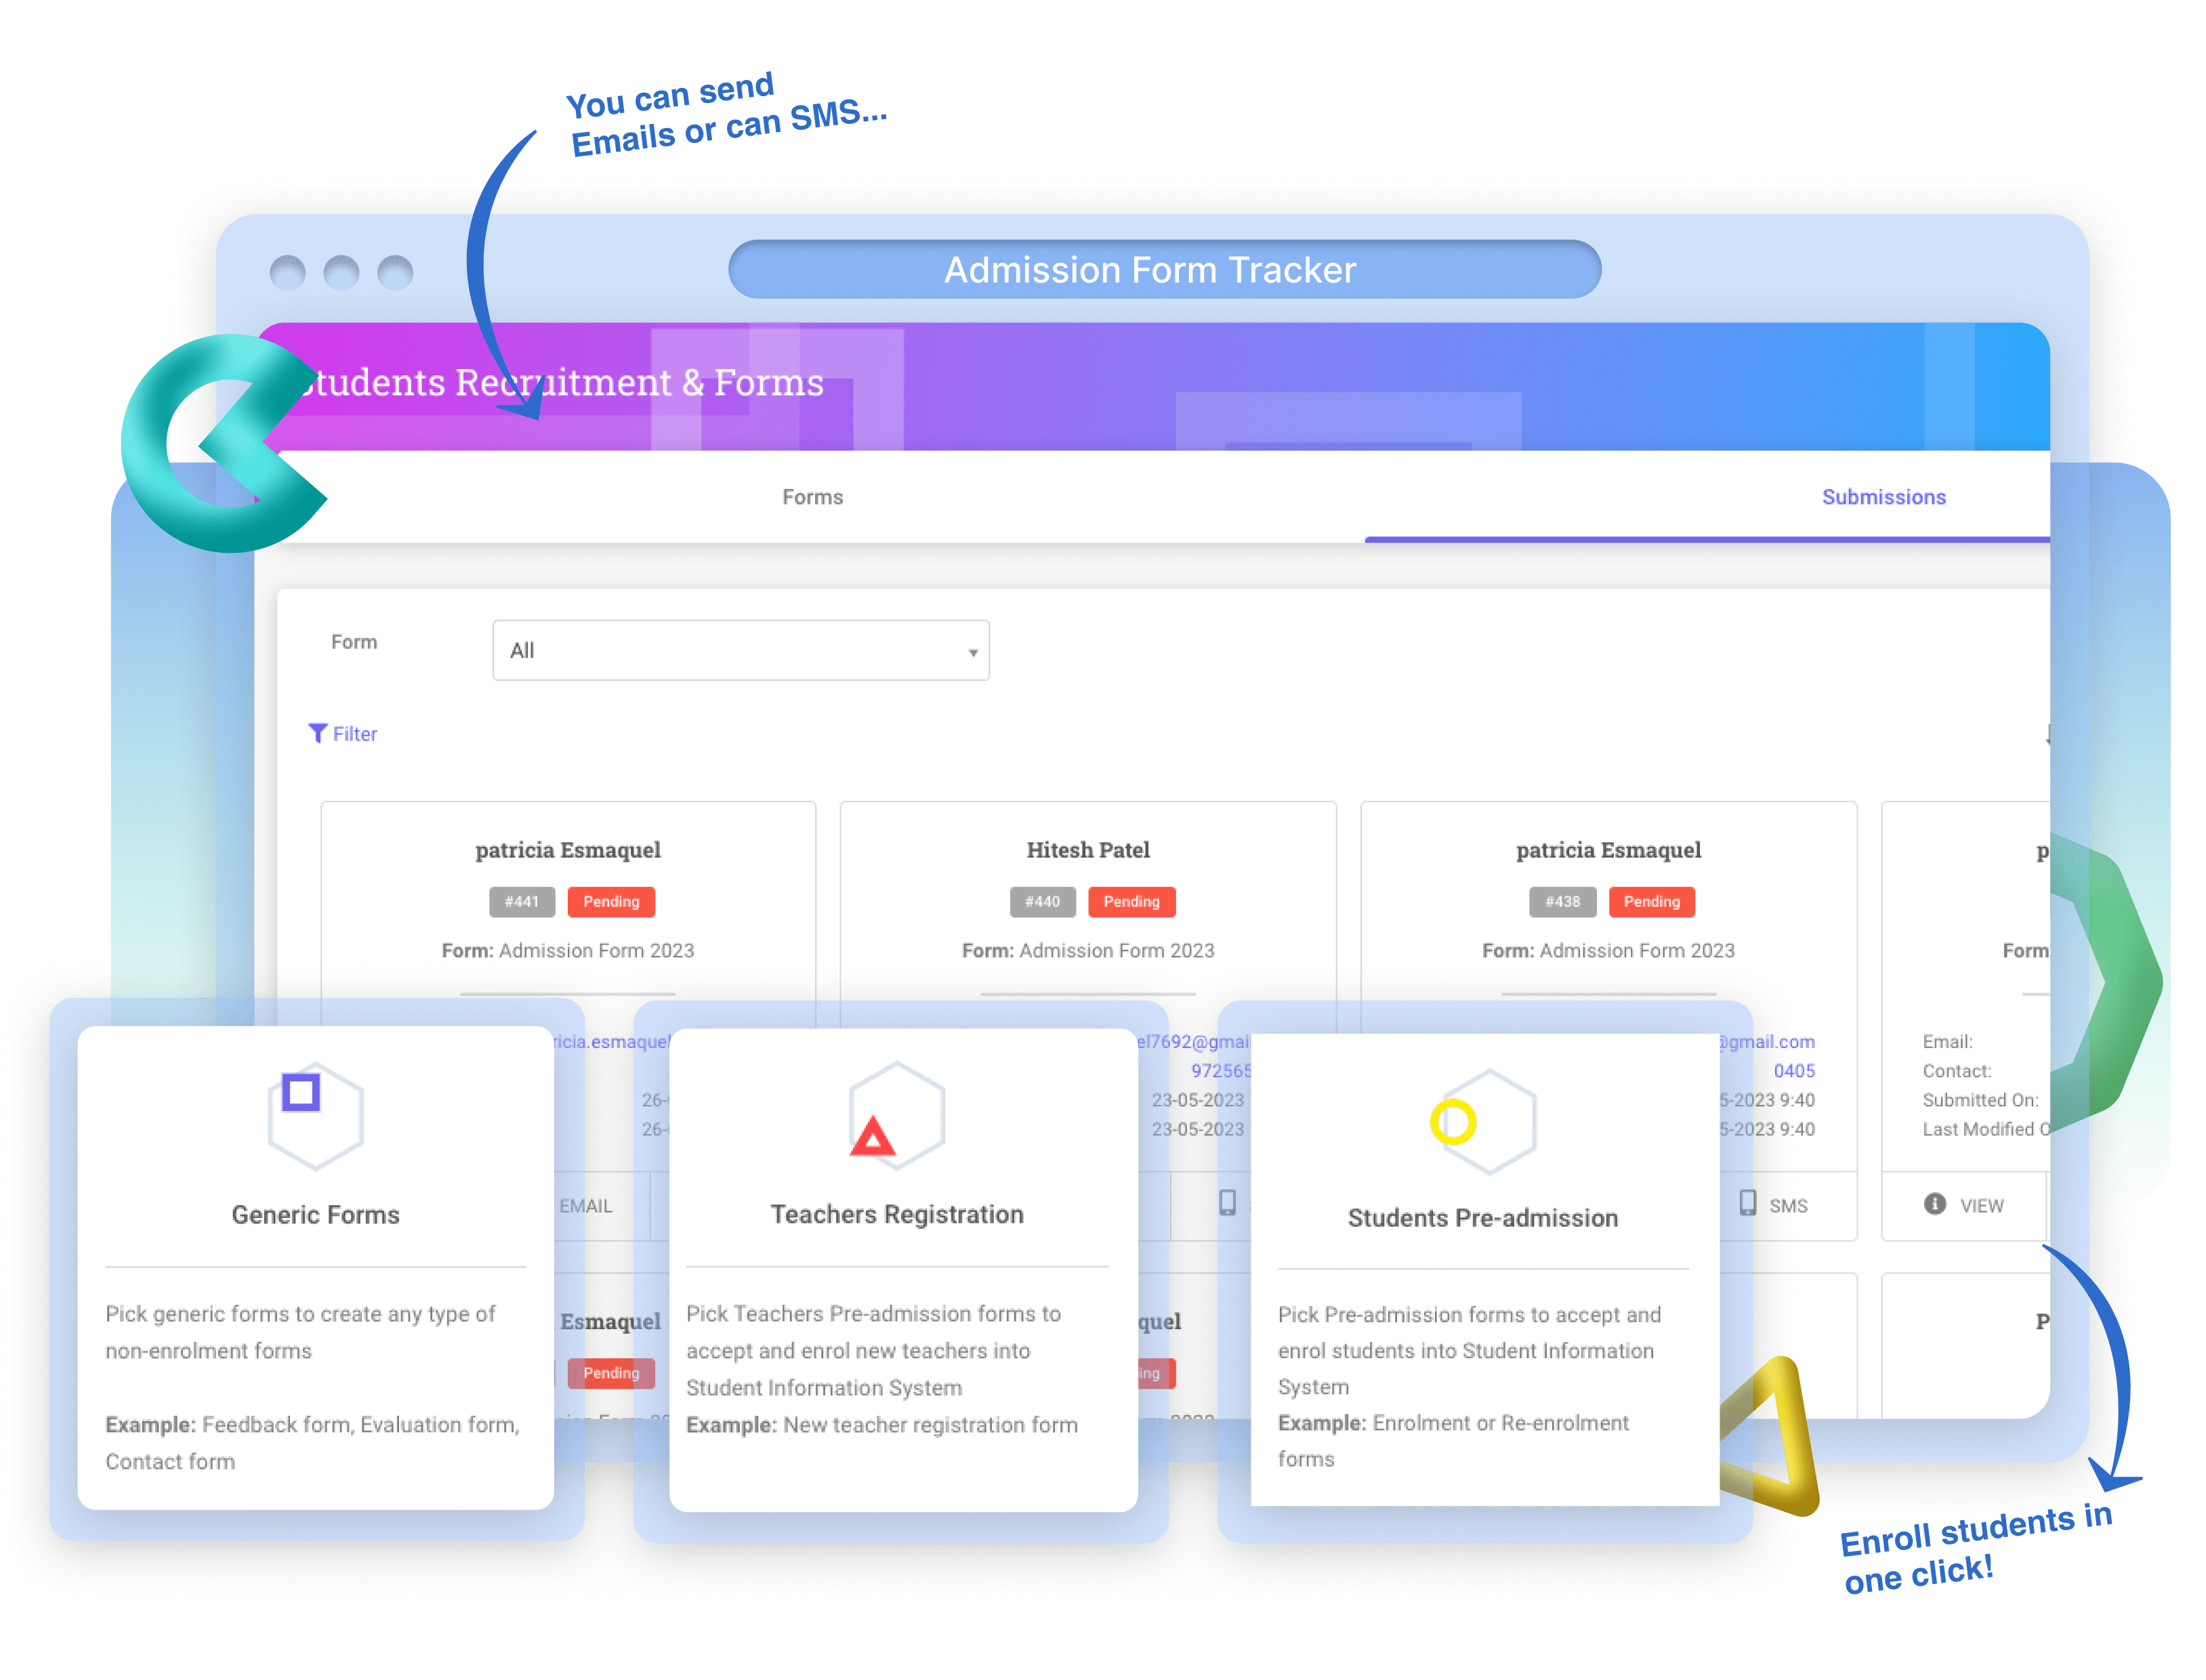 You can send
Emails or can SMS...
Admission Form Tracker
Students Recruitment & Forms
Forms
Submissions
Form
All
Filter
patricia Esmaquel
#441 Pending
Form: Admission Form 2023
Hitesh Patel
#440 Pending
Form: Admission Form 2023
patricia Esmaquel
#438 Pending
Form: Admission Form 2023
Form
ricia.esmaquel
26-
26-
EMAIL
el7692@gmai
972565
23-05-2023
23-05-2023
@gmail.com
0405
5-2023 9:40
5-2023 9:40
SMS
Email:
Contact:
Submitted On:
Last Modified O
VIEW
Esmaquel
Pending
quel
ing
P
Generic Forms
Pick generic forms to create any type of
non-enrolment forms
Example: Feedback form, Evaluation form,
Contact form
Teachers Registration
Pick Teachers Pre-admission forms to
accept and enrol new teachers into
Student Information System
Example: New teacher registration form
Students Pre-admission
Pick Pre-admission forms to accept and
enrol students into Student Information
System
Example: Enrolment or Re-enrolment
forms
Enroll students in
one click!